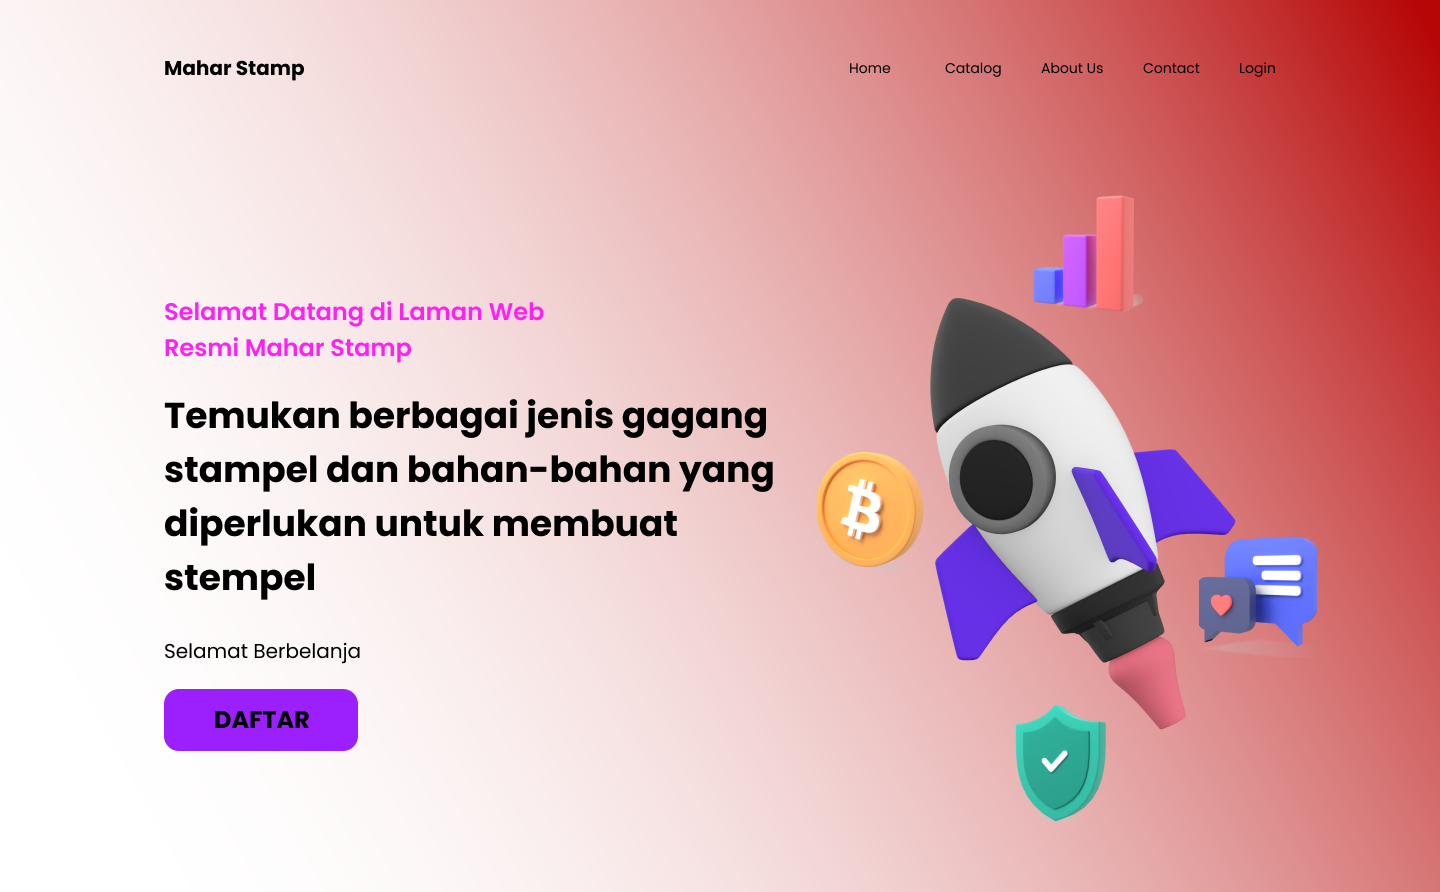 Mahar Stamp
Home Catalog About Us Contact Login
Selamat Datang di Laman Web
Resmi Mahar Stamp
Temukan berbagai jenis gagang
stampel dan bahan-bahan yang
diperlukan untuk membuat
stempel
Selamat Berbelanja
DAFTAR